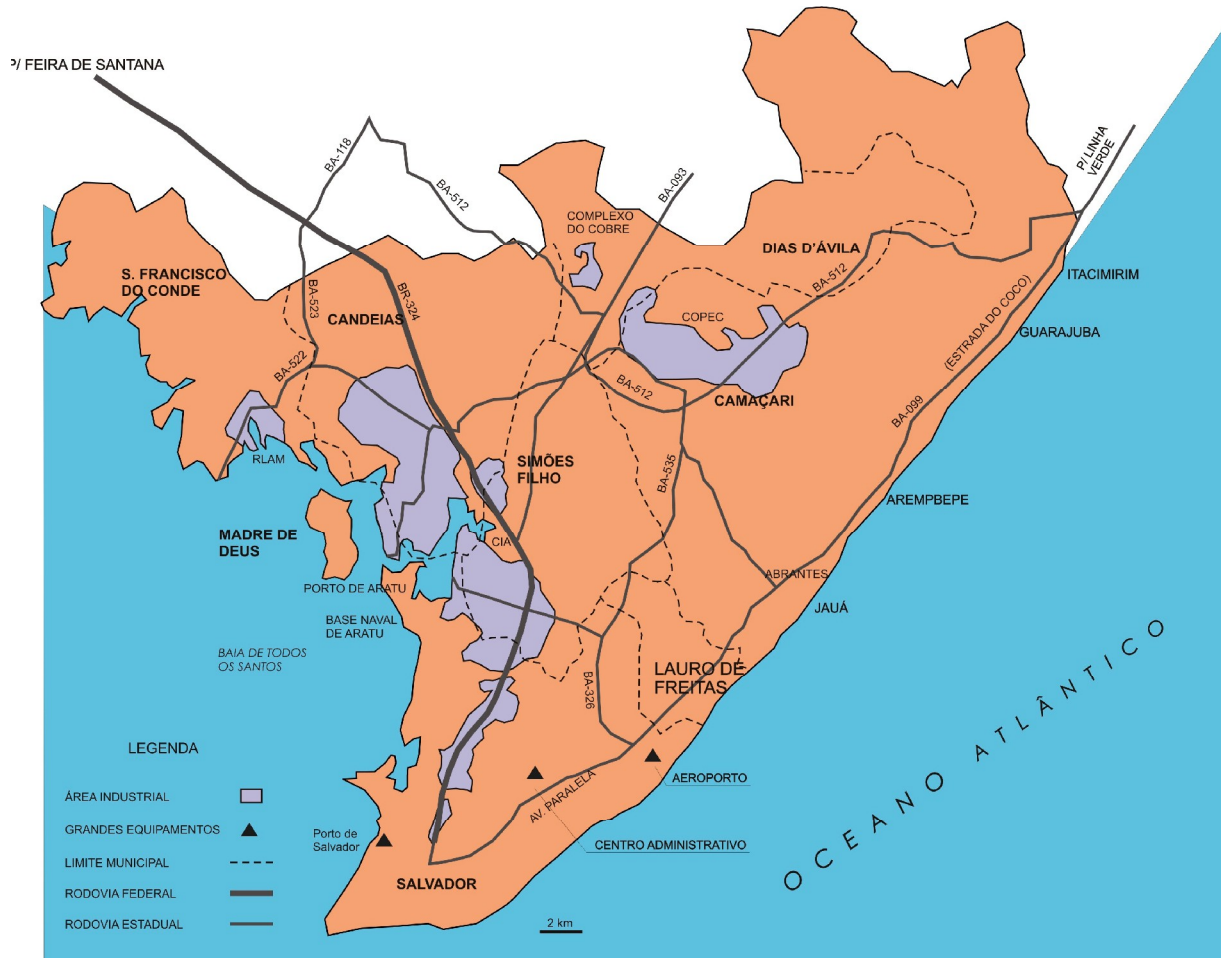 P/ FEIRA DE SANTANA
BA-118
BA-512
BA-093
P/ LINHA
VERDE
COMPLEXO
DO COBRE
DIAS D'ÁVILA
BA-512
ITACIMIRIM
S. FRANCISCO
DO CONDE
BA-523
BR-324
CANDEIAS
COPEC
(ESTRADA DO COCO)
GUARAJUBA
BA-522
BA-512
CAMAÇARI
BA-099
RLAM
SIMÕES
FILHO
BA-535
AREMPBEPE
MADRE DE
DEUS
CIA
PORTO DE ARATU
ABRANTES
JAUÁ
BASE NAVAL
DE ARATU
BAIA DE TODOS
OS SANTOS
LAURO DE
FREITAS
BA-326
OCEANO ATLÂNTICO
LEGENDA
ÁREA INDUSTRIAL
GRANDES EQUIPAMENTOS
LIMITE MUNICIPAL
RODOVIA FEDERAL
RODOVIA ESTADUAL
AEROPORTO
AV. PARALELA
Porto de
Salvador
CENTRO ADMINISTRATIVO
SALVADOR
2 km